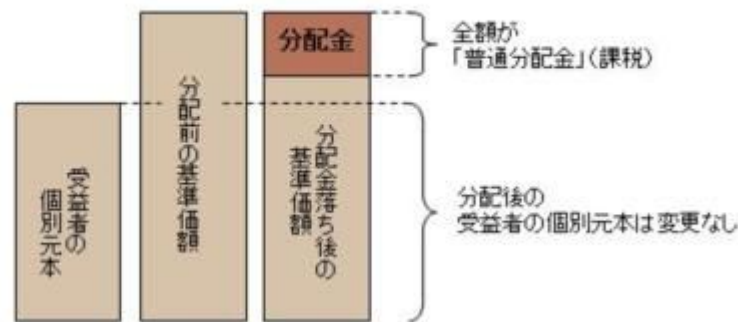 分配金
全額が
「普通分配金」(課税)
受益者の
個別元本
分配前の基準価額
分配金落ち後の
基準価額
分配後の
受益者の個別元本は変更なし